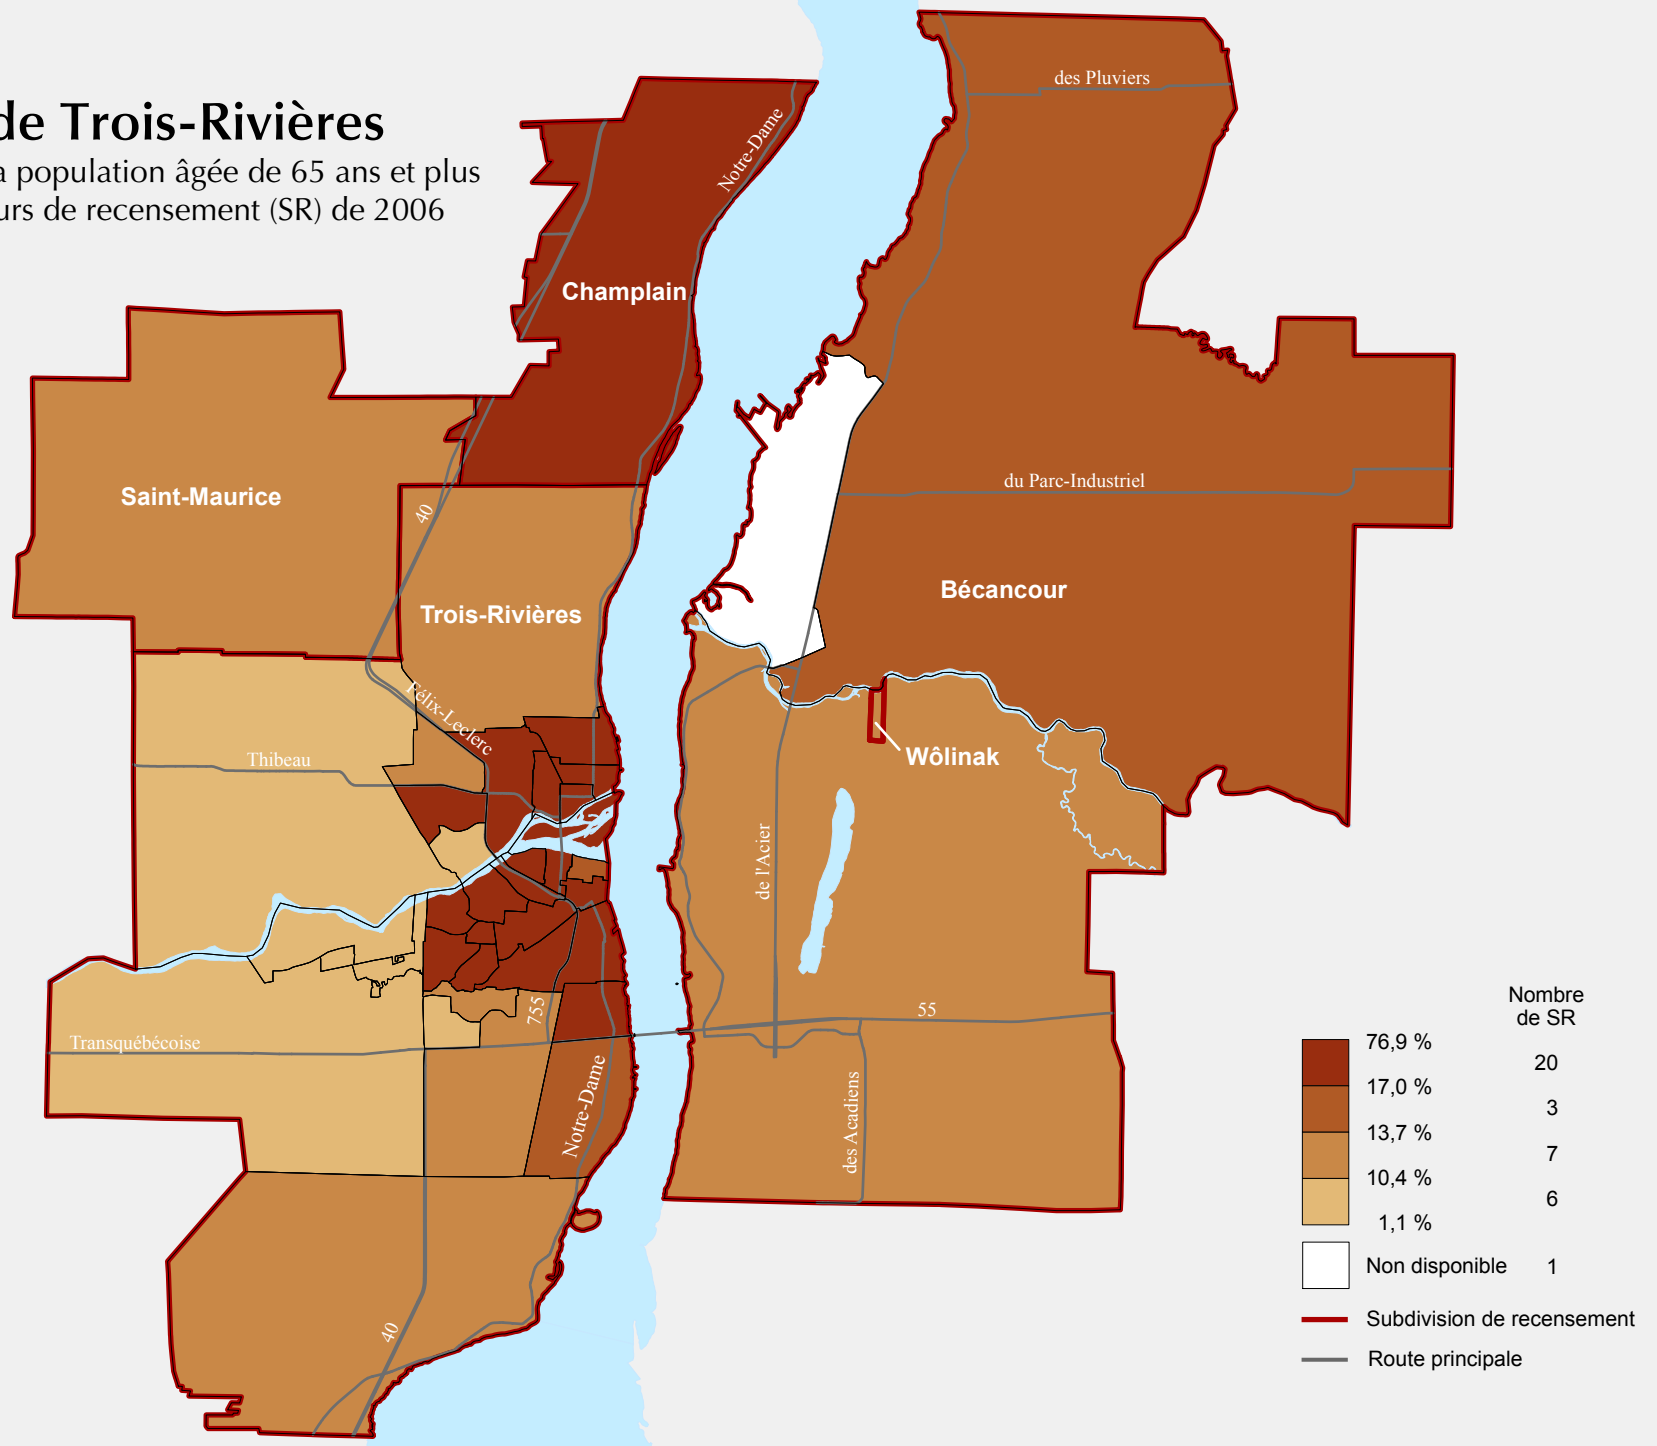 de Trois-Rivières
a population âgée de 65 ans et plus
urs de recensement (SR) de 2006
des Pluviers
Notre-Dame
Champlain
Saint-Maurice
40
du Parc-Industriel
Bécancour
Trois-Rivières
Félix-Leclerc
Thibeau
Wôlinak
de l'Acier
755
55
Transquébécoise
Notre-Dame
des Acadiens
40
Nombre
de SR
76,9 %
20
17,0 %
3
13,7 %
7
10,4 %
6
1,1 %
Non disponible 1
Subdivision de recensement
Route principale